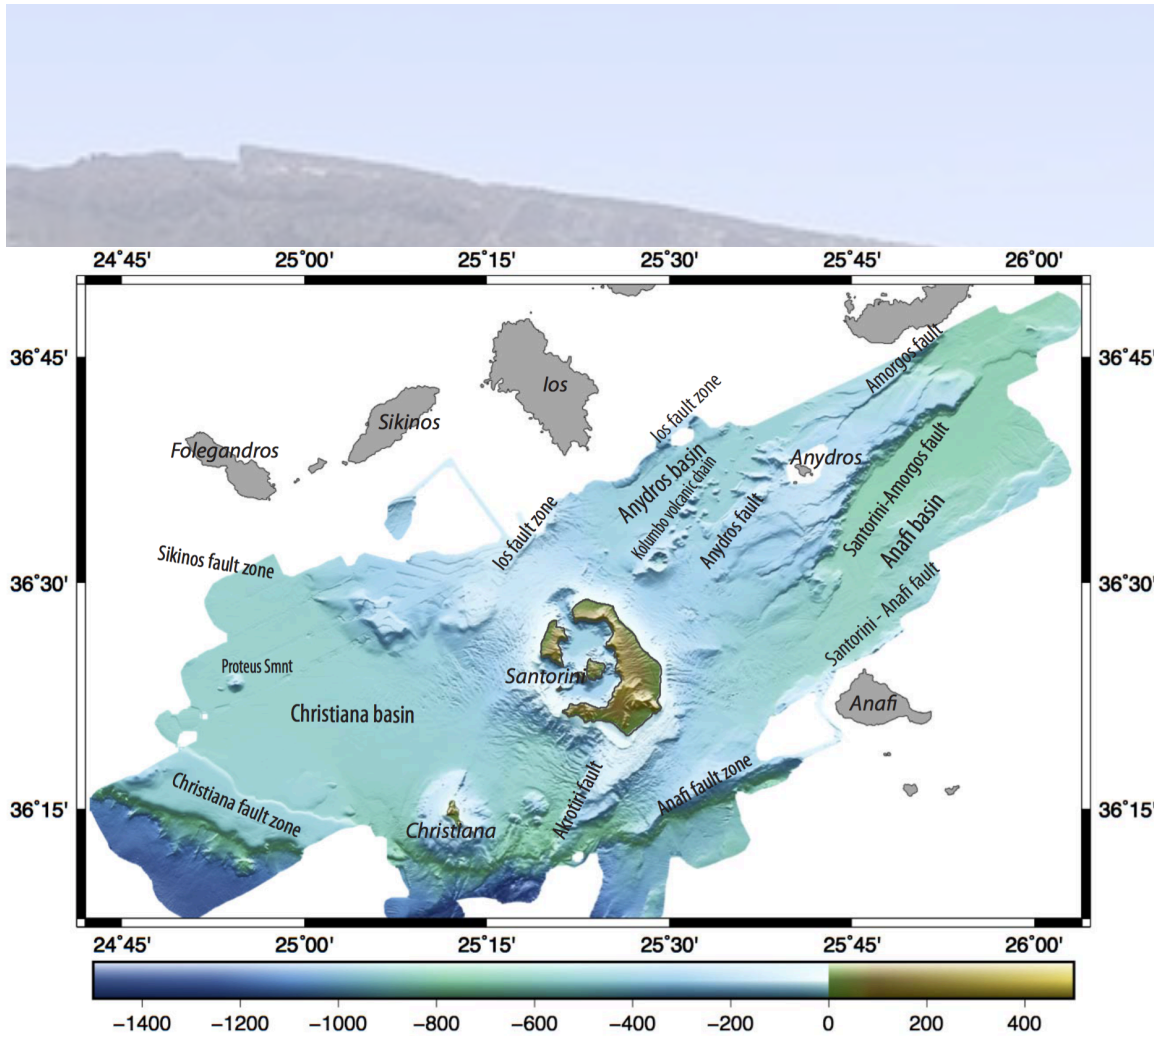 24°45' 25°00' 25°15' 25°30' 25°45' 26°00'
36°45' 36°45'
Amorgos fault
Ios
Ios fault zone
Sikinos
Folegandros
Anydros
Anydros basin
Kolumbo volcanic chain
Santorini-Amorgos fault
Anydros fault
Anafi basin
Ios fault zone
Sikinos fault zone
36°30' 36°30'
Santorini - Anafi fault
Proteus Smnt
Santorini
Christiana basin
Anafi
Anafi fault zone
Akrotiri fault
Christiana fault zone
36°15' 36°15'
Christiana
24°45' 25°00' 25°15' 25°30' 25°45' 26°00'
−1400 −1200 −1000 −800 −600 −400 −200 0 200 400